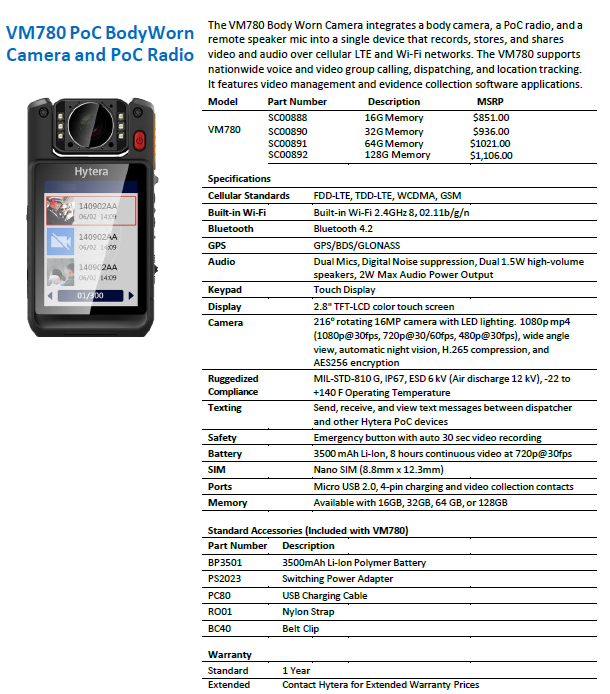 VM780 PoC BodyWorn
Camera and PoC Radio
The VM780 Body Worn Camera integrates a body camera, a PoC radio, and a
remote speaker mic into a single device that records, stores, and shares
video and audio over cellular LTE and Wi-Fi networks. The VM780 supports
nationwide voice and video group calling, dispatching, and location tracking.
It features video management and evidence collection software applications.
Model Part Number Description MSRP
VM780
SC00888 16G Memory $851.00
SC00890 32G Memory $936.00
SC00891 64G Memory $1021.00
SC00892 128G Memory $1,106.00
Hytera
140902AA
06/02 14:09
140902AA
06/02 14:09
140902AA
06/02 14:09
01/300
Specifications
Cellular Standards FDD-LTE, TDD-LTE, WCDMA, GSM
Built-in Wi-Fi Built-in Wi-Fi 2.4GHz 8, 02.11b/g/n
Bluetooth Bluetooth 4.2
GPS GPS/BDS/GLONASS
Audio Dual Mics, Digital Noise suppression, Dual 1.5W high-volume
speakers, 2W Max Audio Power Output
Keypad Touch Display
Display 2.8" TFT-LCD color touch screen
Camera 216° rotating 16MP camera with LED lighting. 1080p mp4
(1080p@30fps, 720p@30/60fps, 480p@30fps), wide angle
view, automatic night vision, H.265 compression, and
AES256 encryption
Ruggedized MIL-STD-810 G, IP67, ESD 6 kV (Air discharge 12 kV), -22 to
Compliance +140 F Operating Temperature
Texting Send, receive, and view text messages between dispatcher
and other Hytera PoC devices
Safety Emergency button with auto 30 sec video recording
Battery 3500 mAh Li-Ion, 8 hours continuous video at 720p@30fps
SIM Nano SIM (8.8mm x 12.3mm)
Ports Micro USB 2.0, 4-pin charging and video collection contacts
Memory Available with 16GB, 32GB, 64 GB, or 128GB
Standard Accessories (Included with VM780)
Part Number Description
BP3501 3500mAh Li-Ion Polymer Battery
PS2023 Switching Power Adapter
PC80 USB Charging Cable
RO01 Nylon Strap
BC40 Belt Clip
Warranty
Standard 1 Year
Extended Contact Hytera for Extended Warranty Prices